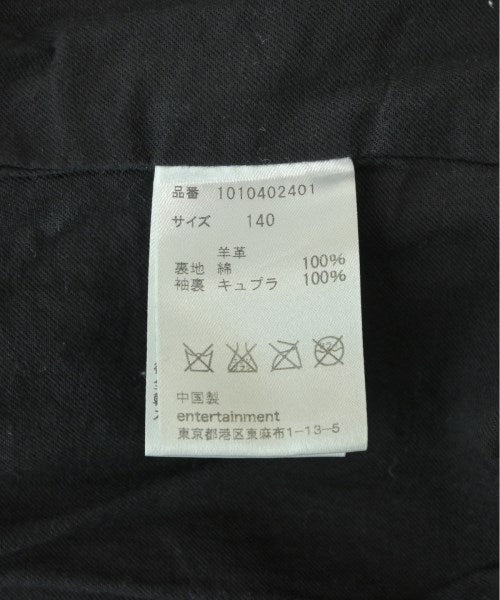 品番 1010402401
サイズ 140
羊革
裏地 綿 100%
袖裏 キュプラ 100%
中国製
entertainment
東京都港区東麻布1-13-5